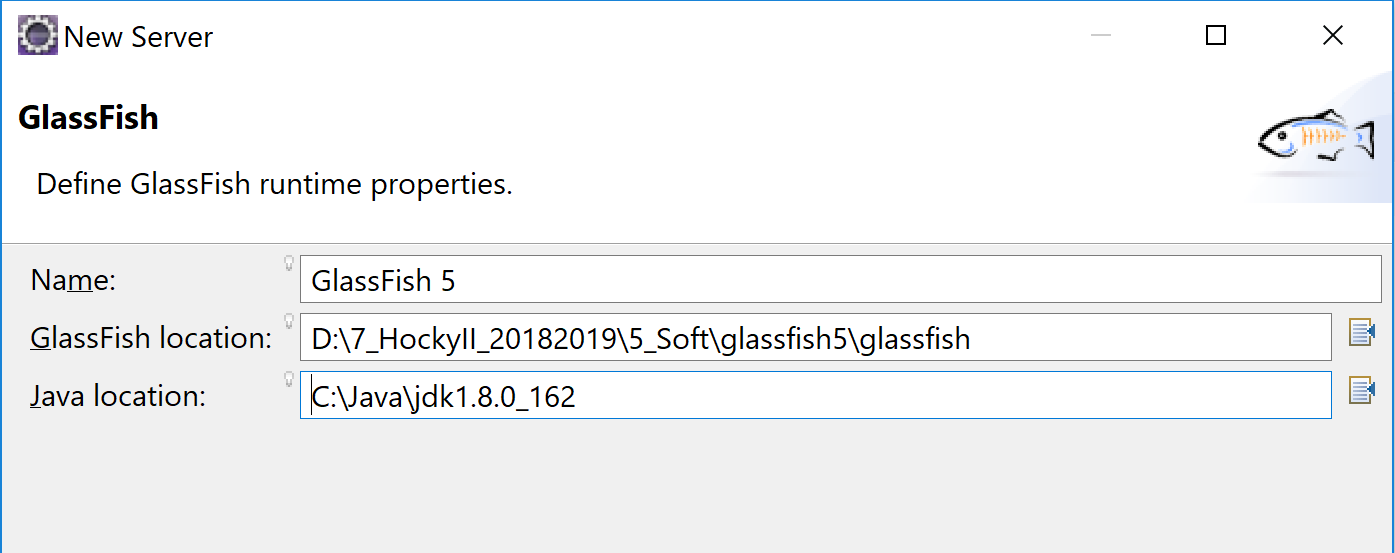 New Server
GlassFish
Define GlassFish runtime properties.
Name: GlassFish 5
GlassFish location: D:\7_HockyII_20182019\5_Soft\glassfish5\glassfish
Java location: C:\Java\jdk1.8.0_162